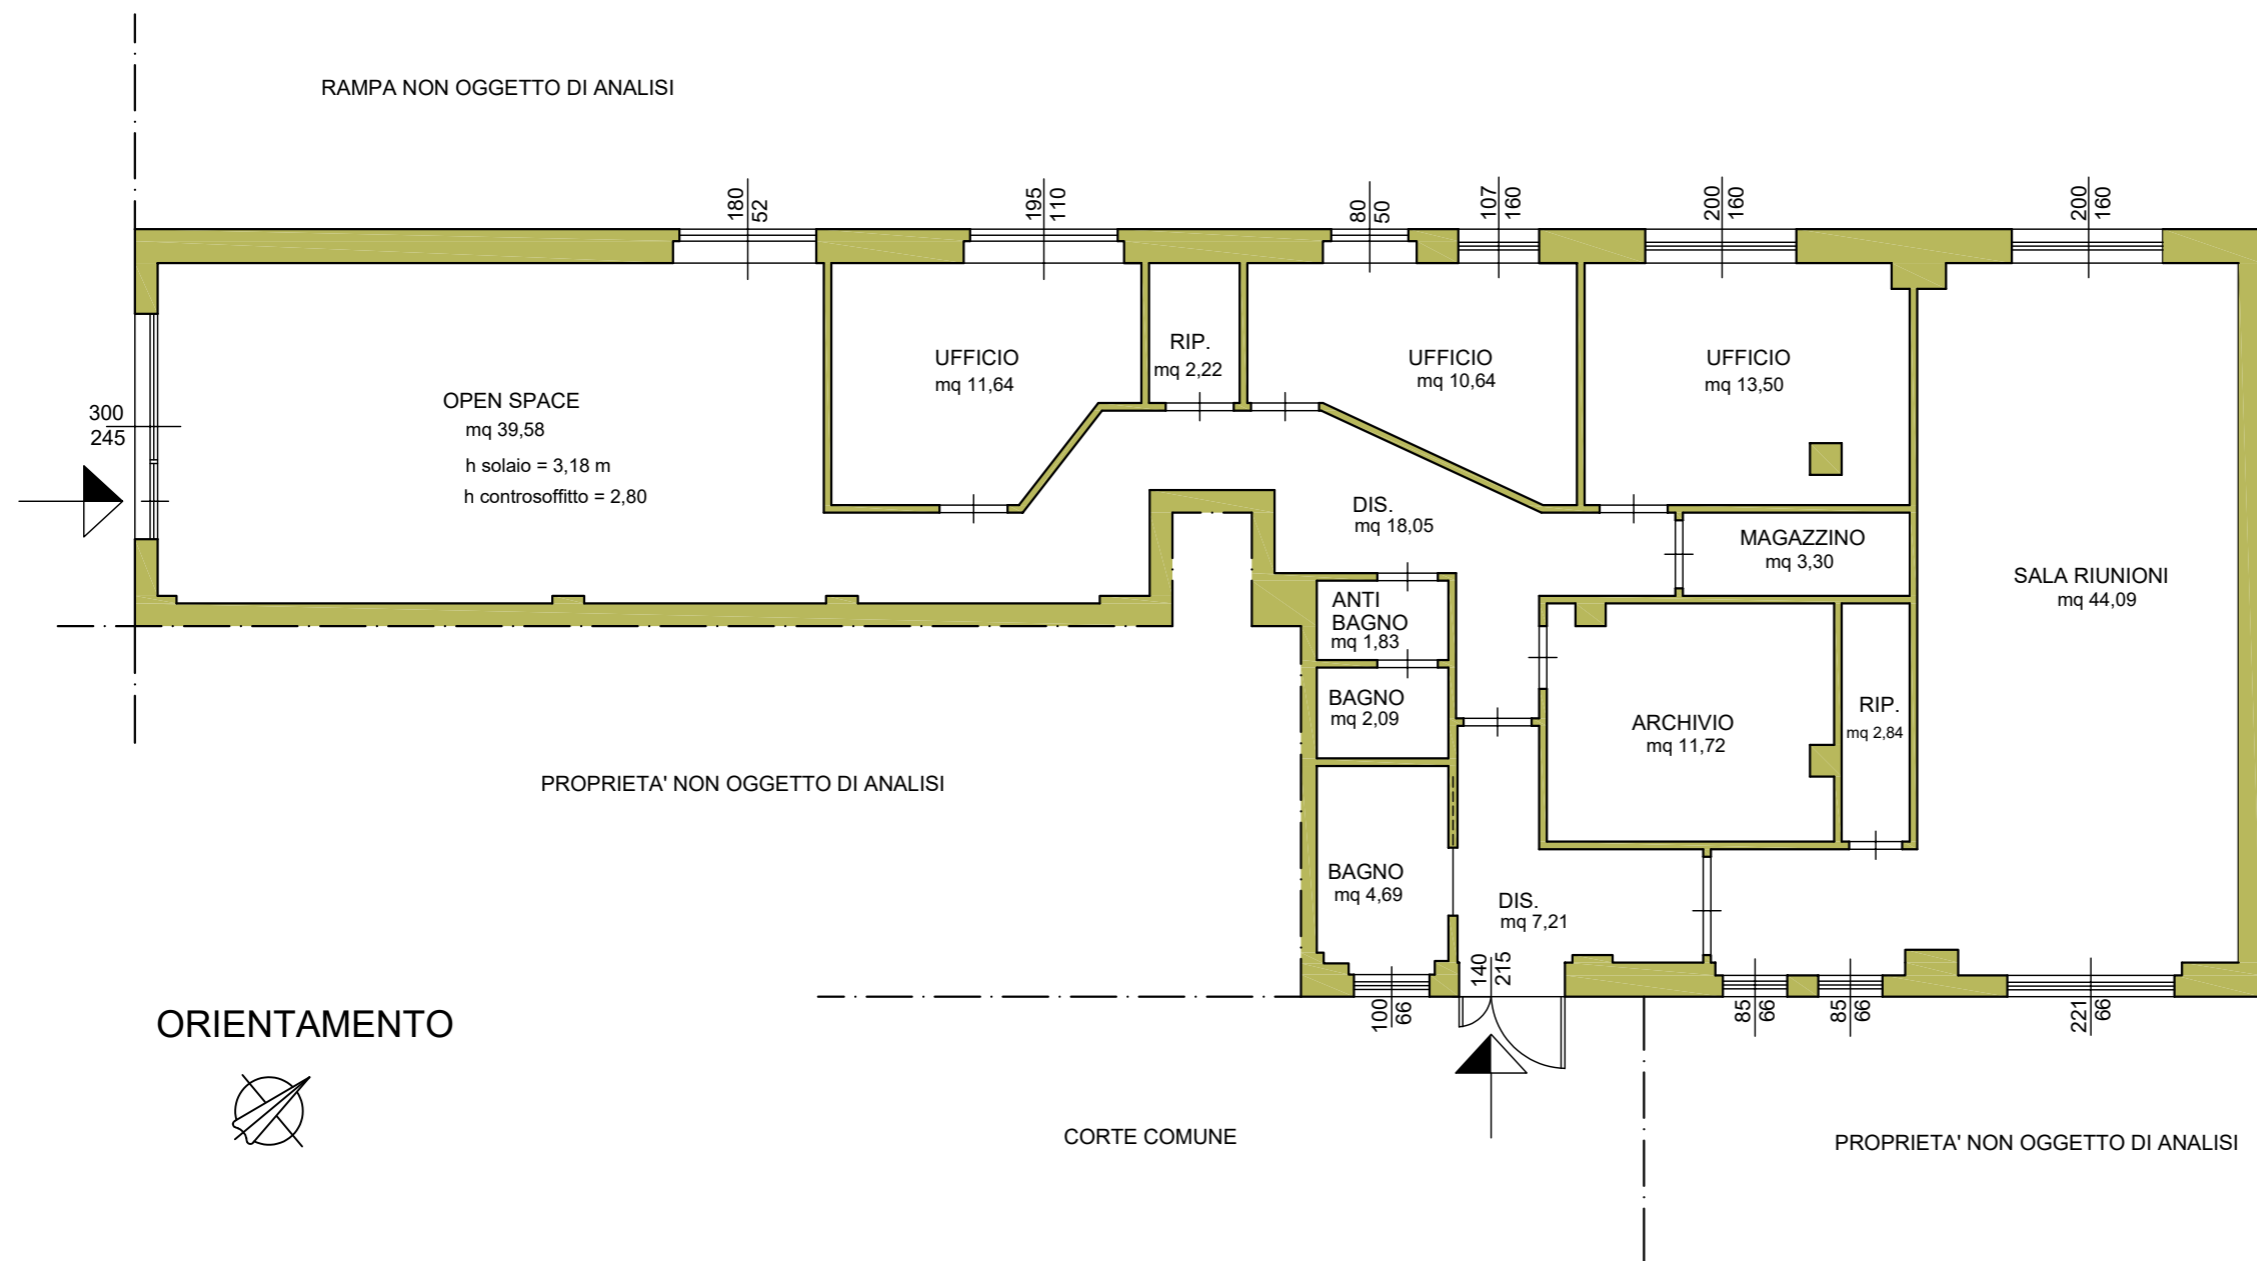 RAMPA NON OGGETTO DI ANALISI
180
52
195
110
80
50
107
160
200
160
200
160
300
245
OPEN SPACE
mq 39,58
h solaio = 3,18 m
h controsoffitto = 2,80
UFFICIO
mq 11,64
RIP.
mq 2,22
UFFICIO
mq 10,64
UFFICIO
mq 13,50
DIS.
mq 18,05
MAGAZZINO
mq 3,30
SALA RIUNIONI
mq 44,09
ANTI
BAGNO
mq 1,83
BAGNO
mq 2,09
ARCHIVIO
mq 11,72
RIP.
mq 2,84
PROPRIETA' NON OGGETTO DI ANALISI
BAGNO
mq 4,69
DIS.
mq 7,21
140
215
100
66
85
66
85
66
221
66
ORIENTAMENTO
CORTE COMUNE
PROPRIETA' NON OGGETTO DI ANALISI